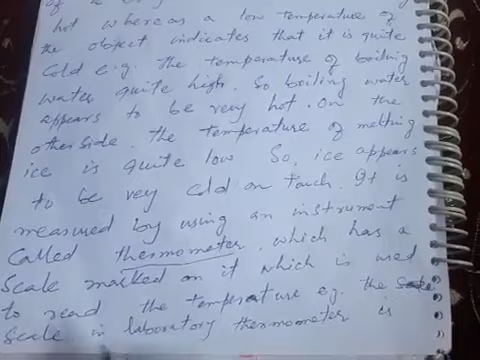 hot whereas a low temperature of
the object indicates that it is quite
cold e.g. The temperature of boiling
water quite high. So boiling water
appears to be very hot. On the
other side. The temperature of melting
ice is quite low So, ice appears
to be very cold on touch. It is
measured by using an instrument
called thermometer, which has a
scale marked on it which is used
to read the temperature eg. the
scale in laboratory thermometer is